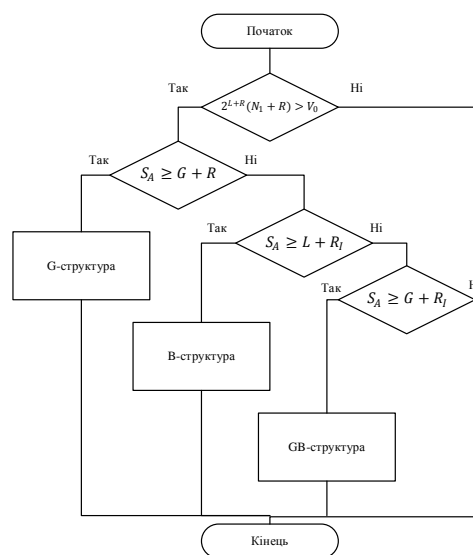 Початок
Так
Ні
2^{L+R}(N_1 + R) > V_0
Так
Ні
S_A ≥ G + R
Так
Ні
S_A ≥ L + R_I
G-структура
Так
S_A ≥ G + R_I
В-структура
GB-структура
Кінець